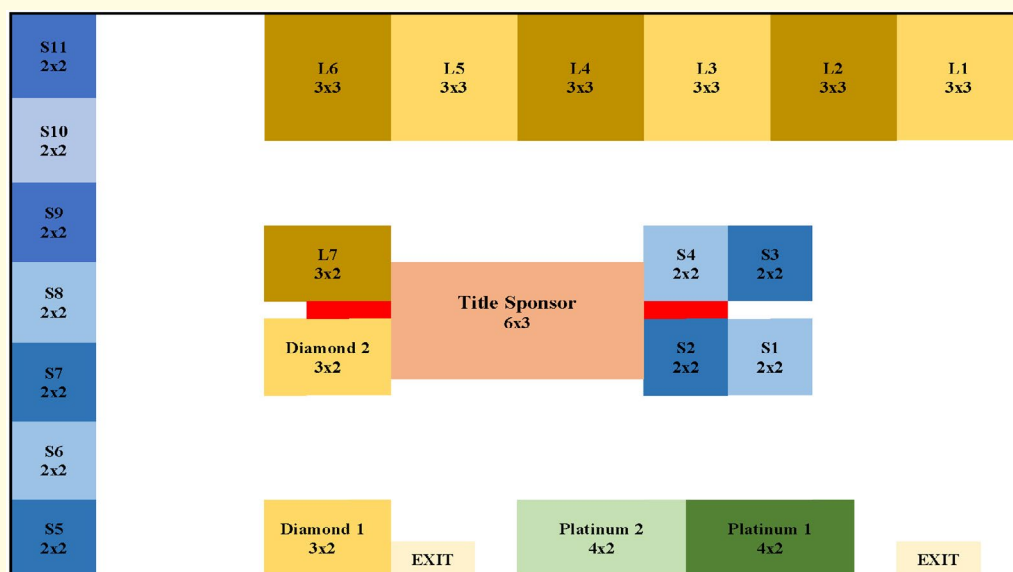 S11
2x2
L6
3x3
L5
3x3
L4
3x3
L3
3x3
L2
3x3
L1
3x3
S10
2x2
S9
2x2
L7
3x2
S4
2x2
S3
2x2
S8
2x2
Title Sponsor
6x3
Diamond 2
3x2
S2
2x2
S1
2x2
S7
2x2
S6
2x2
S5
2x2
Diamond 1
3x2
EXIT
Platinum 2
4x2
Platinum 1
4x2
EXIT